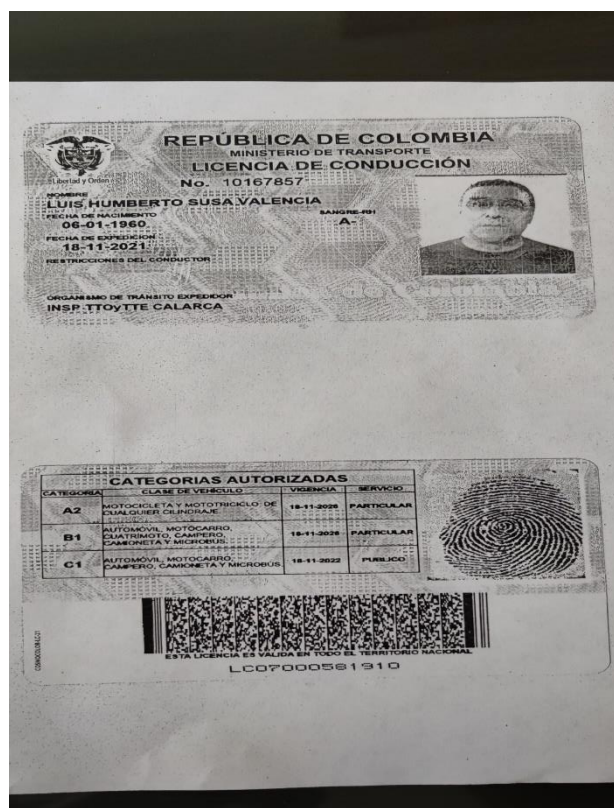 REPÚBLICA DE COLOMBIA
MINISTERIO DE TRANSPORTE
LICENCIA DE CONDUCCIÓN
Libertad y Orden
No. 10167857
NOMBRE
LUIS HUMBERTO SUSA VALENCIA
FECHA DE NACIMIENTO SANGRE-RH
06-01-1960 A-
FECHA DE EXPEDICION
18-11-2021
RESTRICCIONES DEL CONDUCTOR
ORGANISMO DE TRÁNSITO EXPEDIDOR
INSP TTOyTTE CALARCA
CATEGORIAS AUTORIZADAS
CATEGORIA CLASE DE VEHÍCULO VIGENCIA SERVICIO
A2 MOTOCICLETA Y MOTOTRICICLO DE CUALQUIER CILINDRAJE 18-11-2026 PARTICULAR
B1 AUTOMÓVIL, MOTOCARRO, CUATRIMOTO, CAMPERO, CAMIONETA Y MICROBUS. 18-11-2026 PARTICULAR
C1 AUTOMÓVIL, MOTOCARRO, CAMPERO, CAMIONETA Y MICROBÚS 18-11-2022 PUBLICO
ESTA LICENCIA ES VALIDA EN TODO EL TERRITORIO NACIONAL
LC07000581910